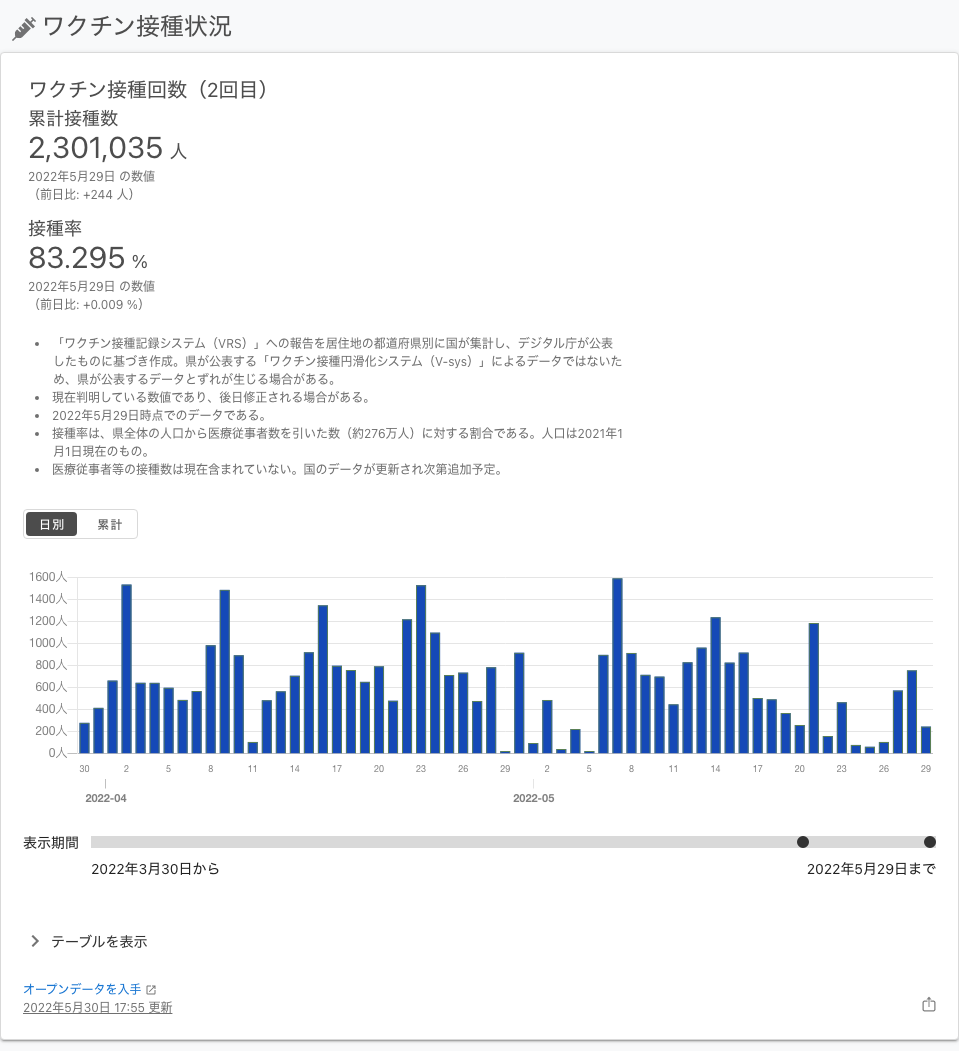 ワクチン接種状況
ワクチン接種回数（2回目）
累計接種数
2,301,035 人
2022年5月29日 の数値
（前日比: +244 人）
接種率
83.295 %
2022年5月29日 の数値
（前日比: +0.009 %）
• 「ワクチン接種記録システム（VRS）」への報告を居住地の都道府県別に国が集計し、デジタル庁が公表
したものに基づき作成。県が公表する「ワクチン接種円滑化システム（V-sys）」によるデータではないた
め、県が公表するデータとずれが生じる場合がある。
• 現在判明している数値であり、後日修正される場合がある。
• 2022年5月29日時点でのデータである。
• 接種率は、県全体の人口から医療従事者数を引いた数（約276万人）に対する割合である。人口は2021年1
月1日現在のもの。
• 医療従事者等の接種数は現在含まれていない。国のデータが更新され次第追加予定。
日別 累計
1600人
1400人
1200人
1000人
800人
600人
400人
200人
0人
30 2 5 8 11 14 17 20 23 26 29 2 5 8 11 14 17 20 23 26 29
2022-04 2022-05
表示期間
2022年3月30日から 2022年5月29日まで
テーブルを表示
オープンデータを入手
2022年5月30日 17:55 更新